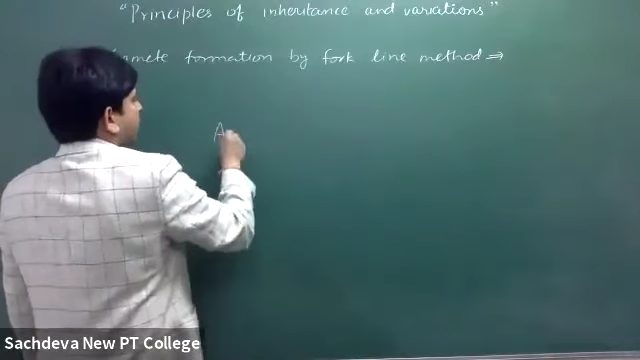 "Principles of inheritance and variations"
formation by fork line method ⇒
A
Sachdeva New PT College